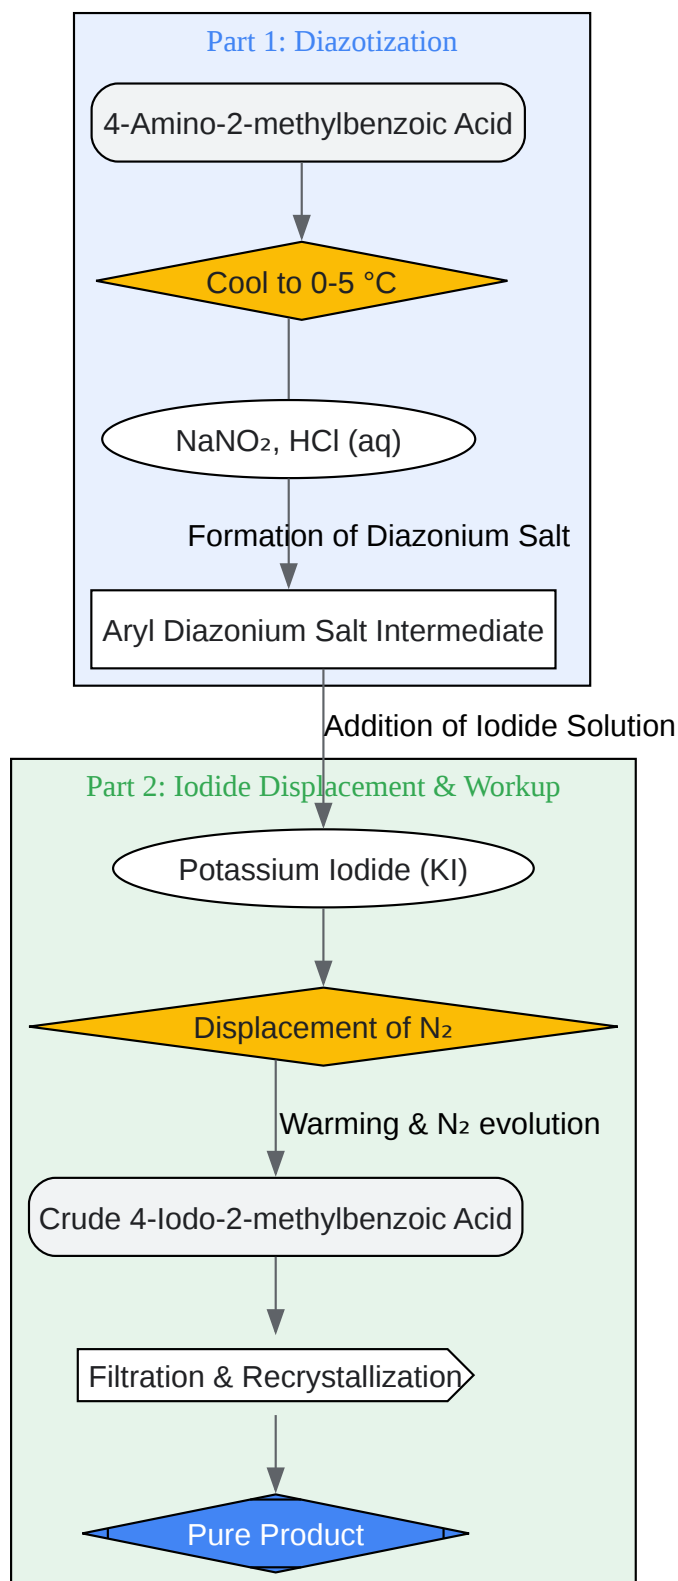 Part 1: Diazotization
4-Amino-2-methylbenzoic Acid
Cool to 0-5 °C
NaNO₂, HCl (aq)
Formation of Diazonium Salt
Aryl Diazonium Salt Intermediate
Addition of Iodide Solution
Part 2: Iodide Displacement & Workup
Potassium Iodide (KI)
Displacement of N₂
Warming & N₂ evolution
Crude 4-Iodo-2-methylbenzoic Acid
Filtration & Recrystallization
Pure Product